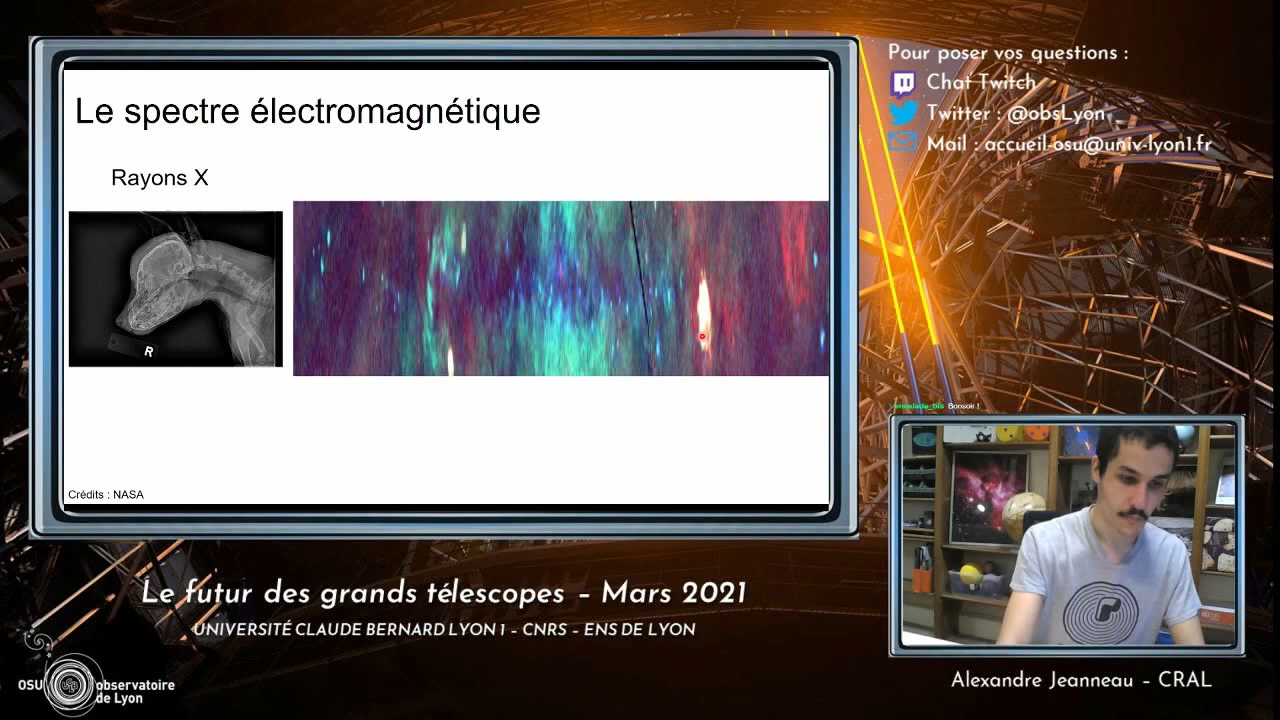 Le spectre électromagnétique
Rayons X
R
Crédits : NASA
Pour poser vos questions :
Chat Twitch
Twitter : @obsLyon
Mail : accueil-osu@univ-lyon1.fr
encelade_bis Bonsoir !
Le futur des grands télescopes – Mars 2021
UNIVERSITÉ CLAUDE BERNARD LYON 1 – CNRS – ENS DE LYON
OSU
observatoire
de Lyon
Alexandre Jeanneau – CRAL